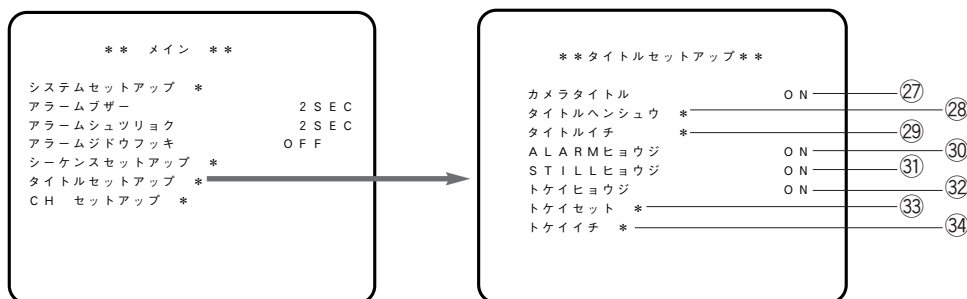 ** メイン **
システムセットアップ *
アラームブザー 2SEC
アラームシュツリョク 2SEC
アラームジドウフッキ OFF
シーケンスセットアップ *
タイトルセットアップ *
CH セットアップ *
**タイトルセットアップ**
カメラタイトル ON ㉗
タイトルヘンシュウ * ㉘
タイトルイチ * ㉙
ALARMヒョウジ ON ㉚
STILLヒョウジ ON ㉛
トケイヒョウジ ON ㉜
トケイセット * ㉝
トケイイチ * ㉞